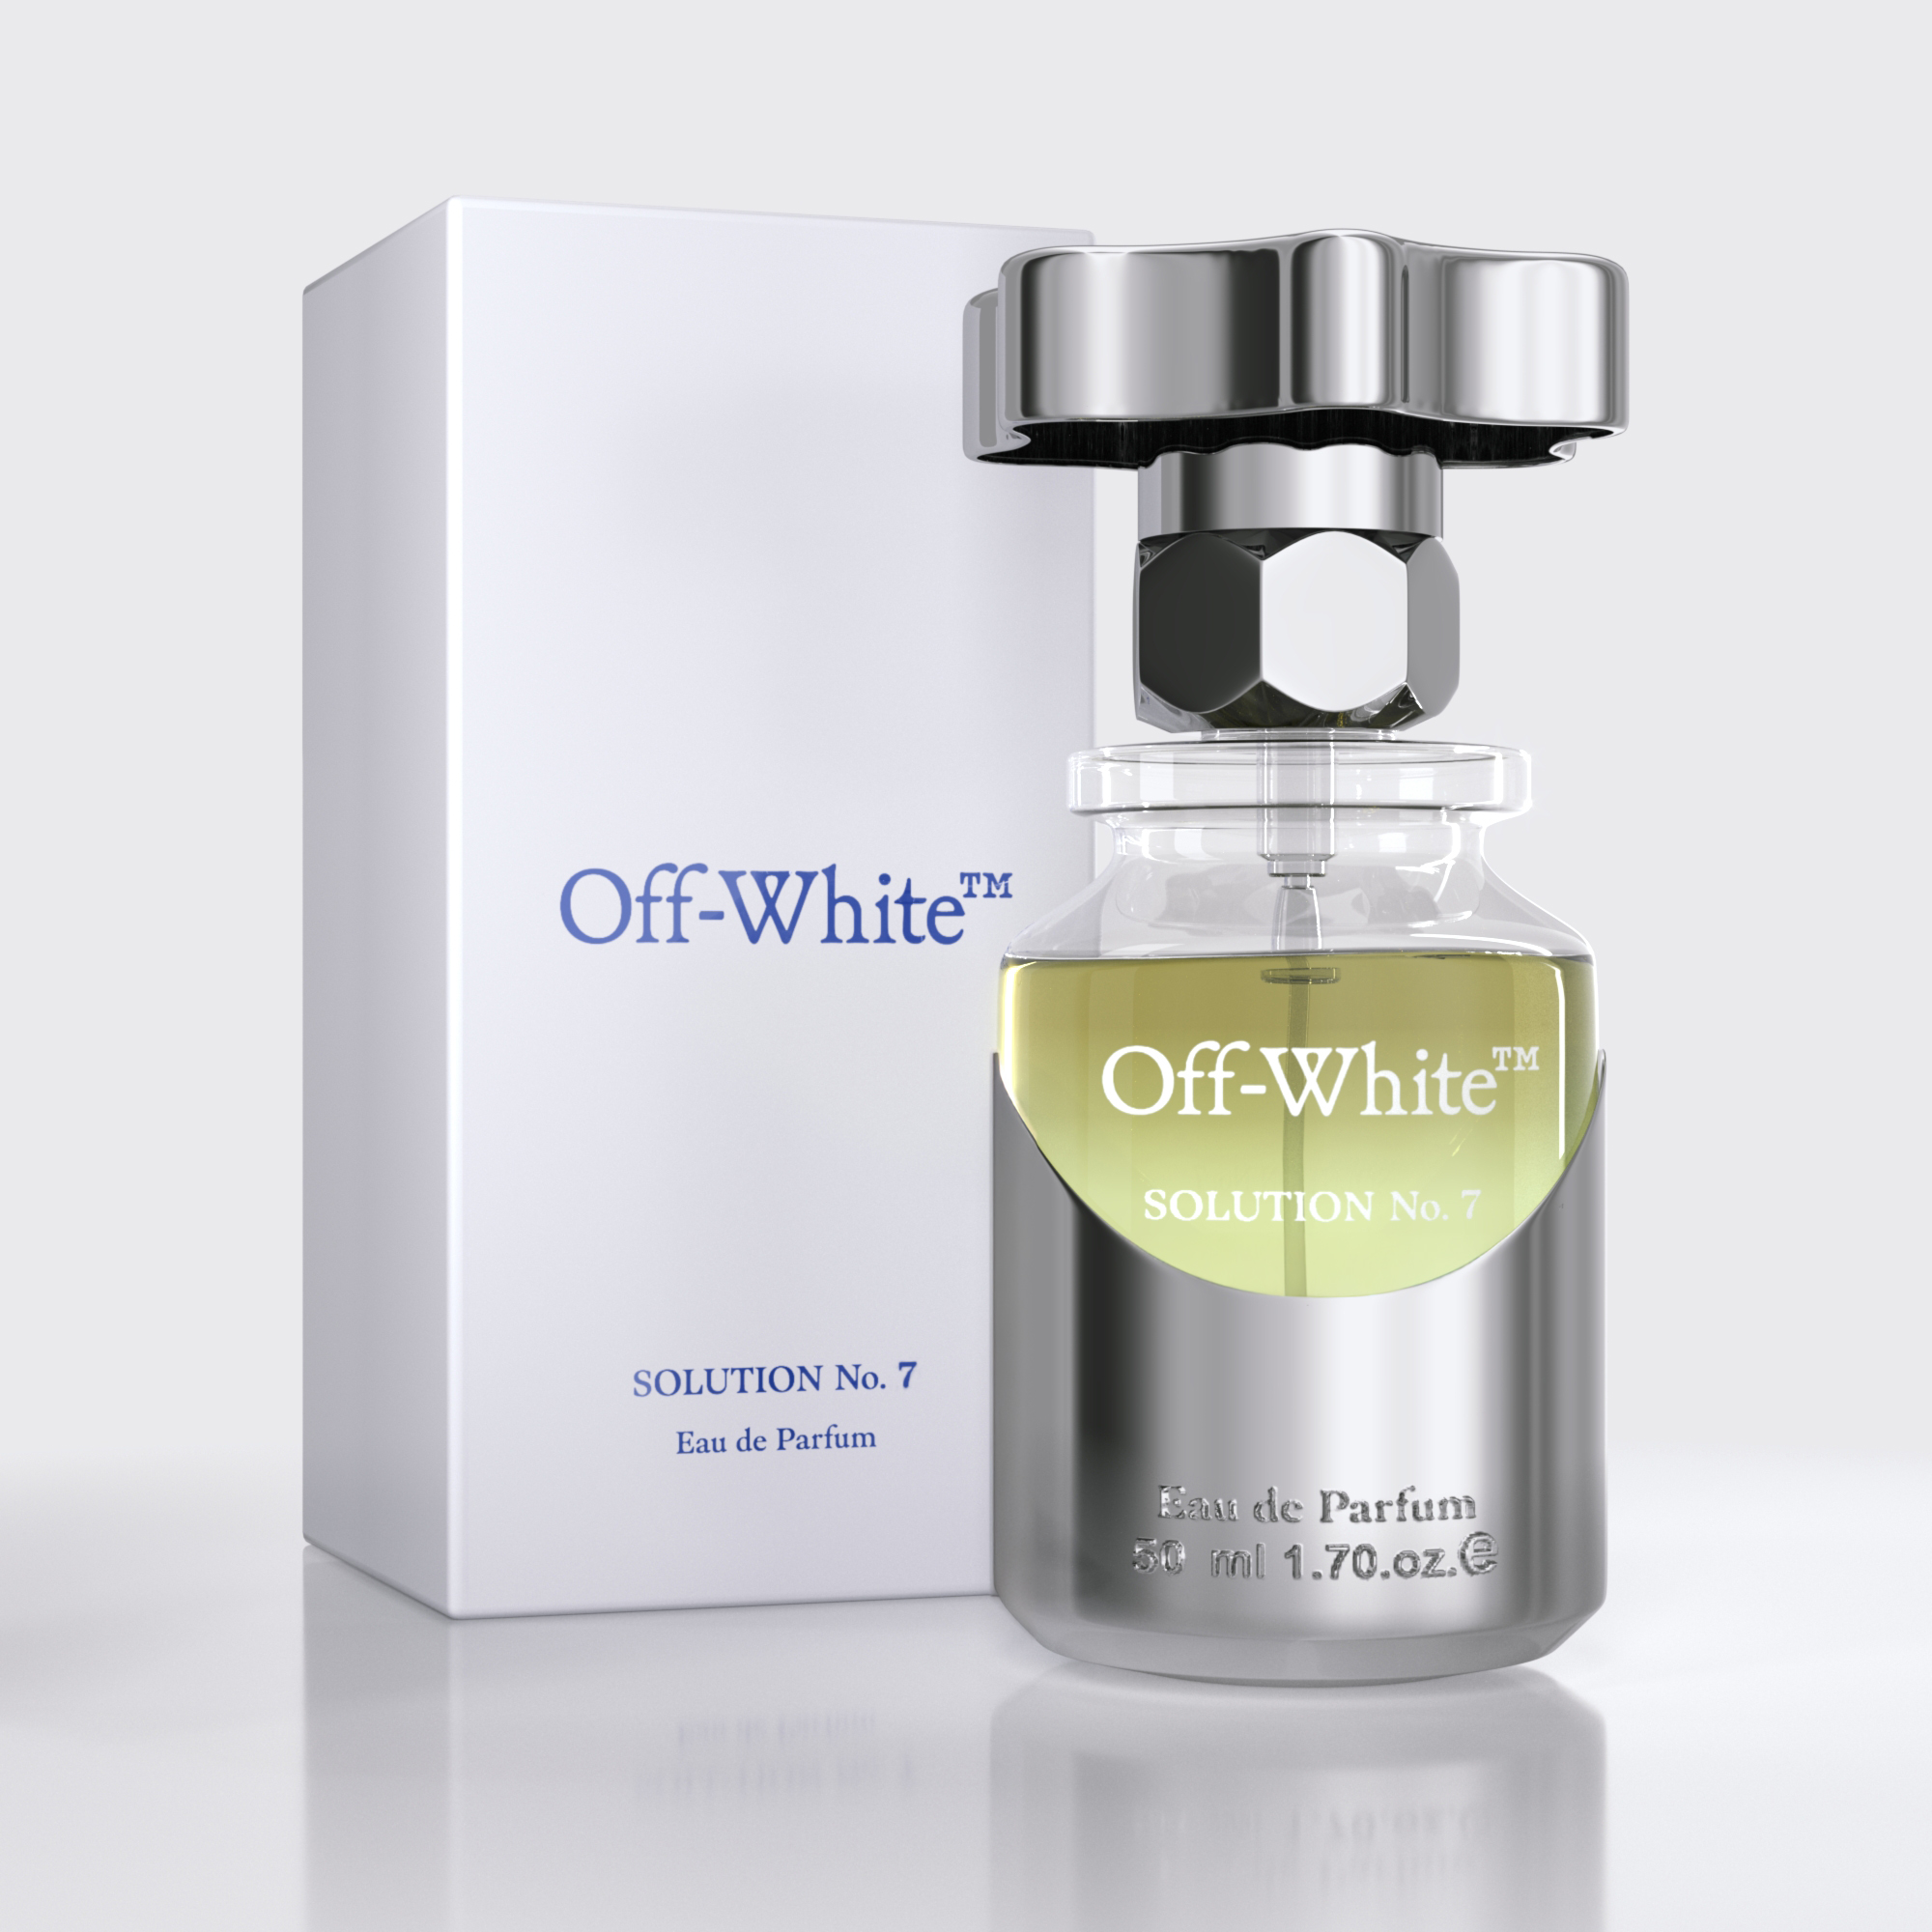 Off-White™
SOLUTION No. 7
Eau de Parfum
Off-White™
SOLUTION No. 7
Eau de Parfum
50 ml 1.70.oz.℮